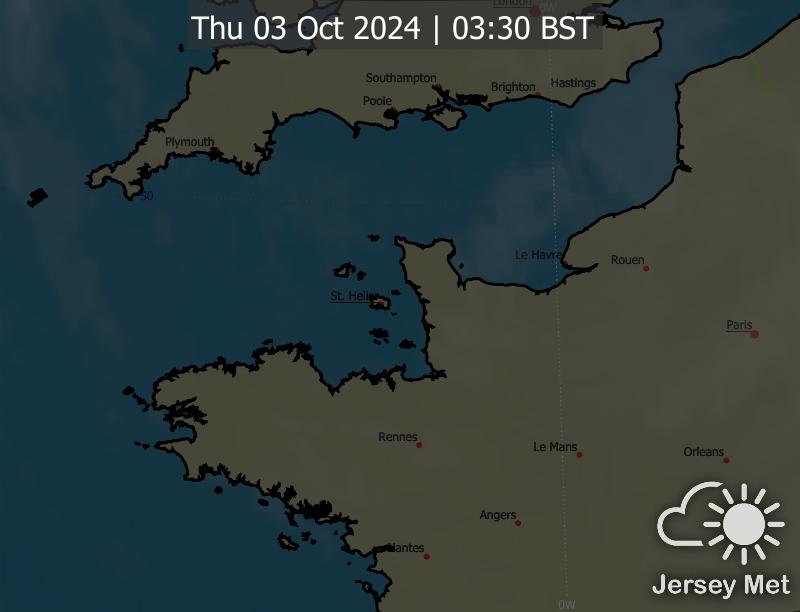 London
0W
Thu 03 Oct 2024 | 03:30 BST
Southampton
Brighton
Hastings
Poole
Plymouth
50
Le Havre
Rouen
St. Helier
Paris
Rennes
Le Mans
Orleans
Angers
Nantes
Jersey Met
0W